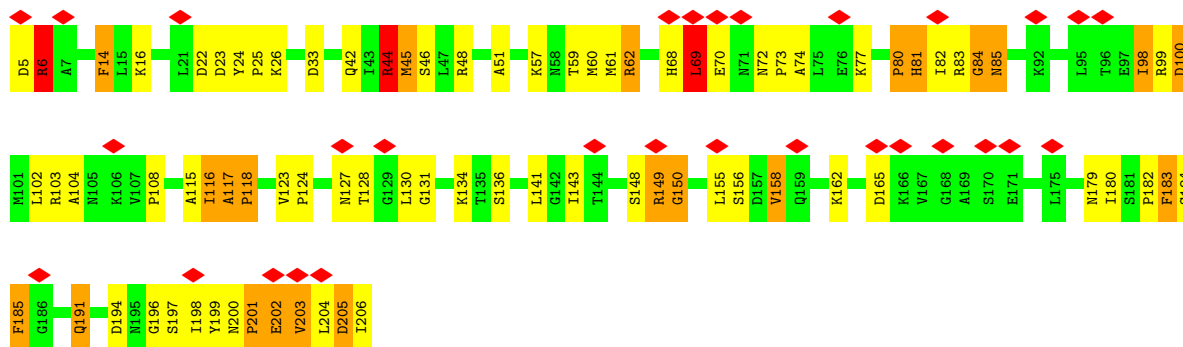 D5 R6 A7 F14 L15 K16 L21 D22 D23 Y24 P25 K26 D33 Q42 I43 R44 M45 S46 L47 R48 A51 K57 N58 T59 M60 M61 R62 H68 L69 E70 N71 N72 P73 A74 L75 E76 K77 P80 H81 I82 R83 G84 N85 K92 L95 T96 E97 I98 R99 D100
M101 L102 R103 A104 N105 K106 V107 P108 A115 I116 A117 P118 V123 P124 N127 T128 G129 L130 G131 K134 T135 S136 L141 G142 I143 T144 S148 R149 G150 L155 S156 D157 V158 Q159 K162 D165 K166 V167 G168 A169 S170 E171 L175 N179 I180 S181 P182 F183
F185 G186 Q191 D194 N195 G196 S197 I198 Y199 N200 P201 E202 V203 L204 D205 I206